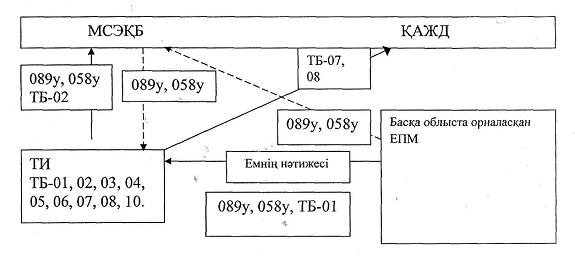 МСЭҚБ ҚАЖД
ТБ-07,
08
089у, 058у
ТБ-02
089у, 058у
089у, 058у
Басқа облыста орналасқан
ЕПМ
ТИ
ТБ-01, 02, 03, 04,
05, 06, 07, 08, 10.
Емнің нәтижесі
089у, 058у, ТБ-01